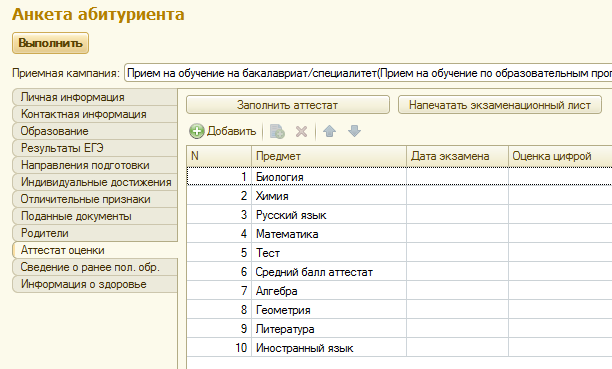 Анкета абитуриента
Выполнить
Приемная кампания: Прием на обучение на бакалавриат/специалитет(Прием на обучение по образовательным прог
Личная информация
Контактная информация
Образование
Результаты ЕГЭ
Направления подготовки
Индивидуальные достижения
Отличительные признаки
Поданные документы
Родители
Аттестат оценки
Сведение о ранее пол. обр.
Информация о здоровье
Заполнить аттестат Напечатать экзаменационный лист
Добавить
N Предмет Дата экзамена Оценка цифрой
1 Биология
2 Химия
3 Русский язык
4 Математика
5 Тест
6 Средний балл аттестат
7 Алгебра
8 Геометрия
9 Литература
10 Иностранный язык